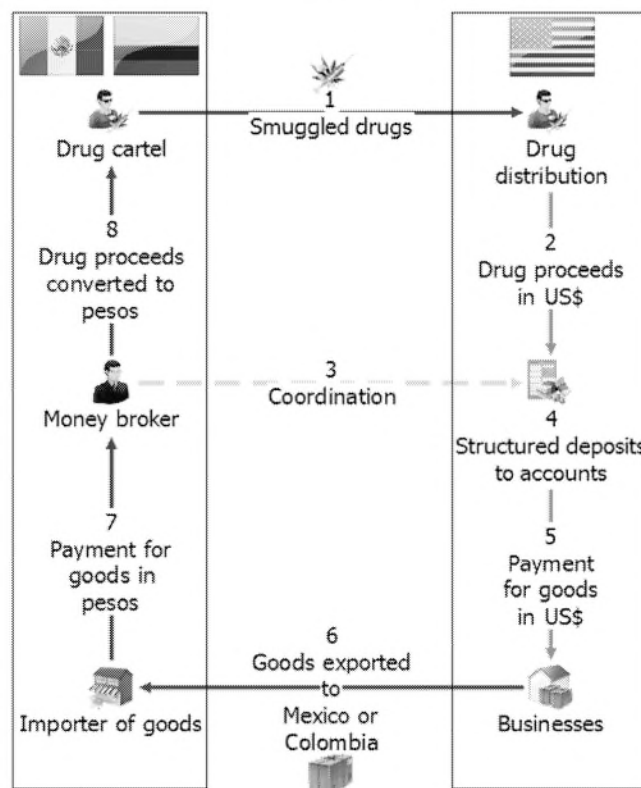 1
Smuggled drugs
Drug cartel
Drug
distribution
8
Drug proceeds
converted to
pesos
2
Drug proceeds
in US$
3
Coordination
Money broker
4
Structured deposits
to accounts
7
Payment for
goods in
pesos
5
Payment
for goods
in US$
6
Goods exported
to
Mexico or
Colombia
Importer of goods
Businesses